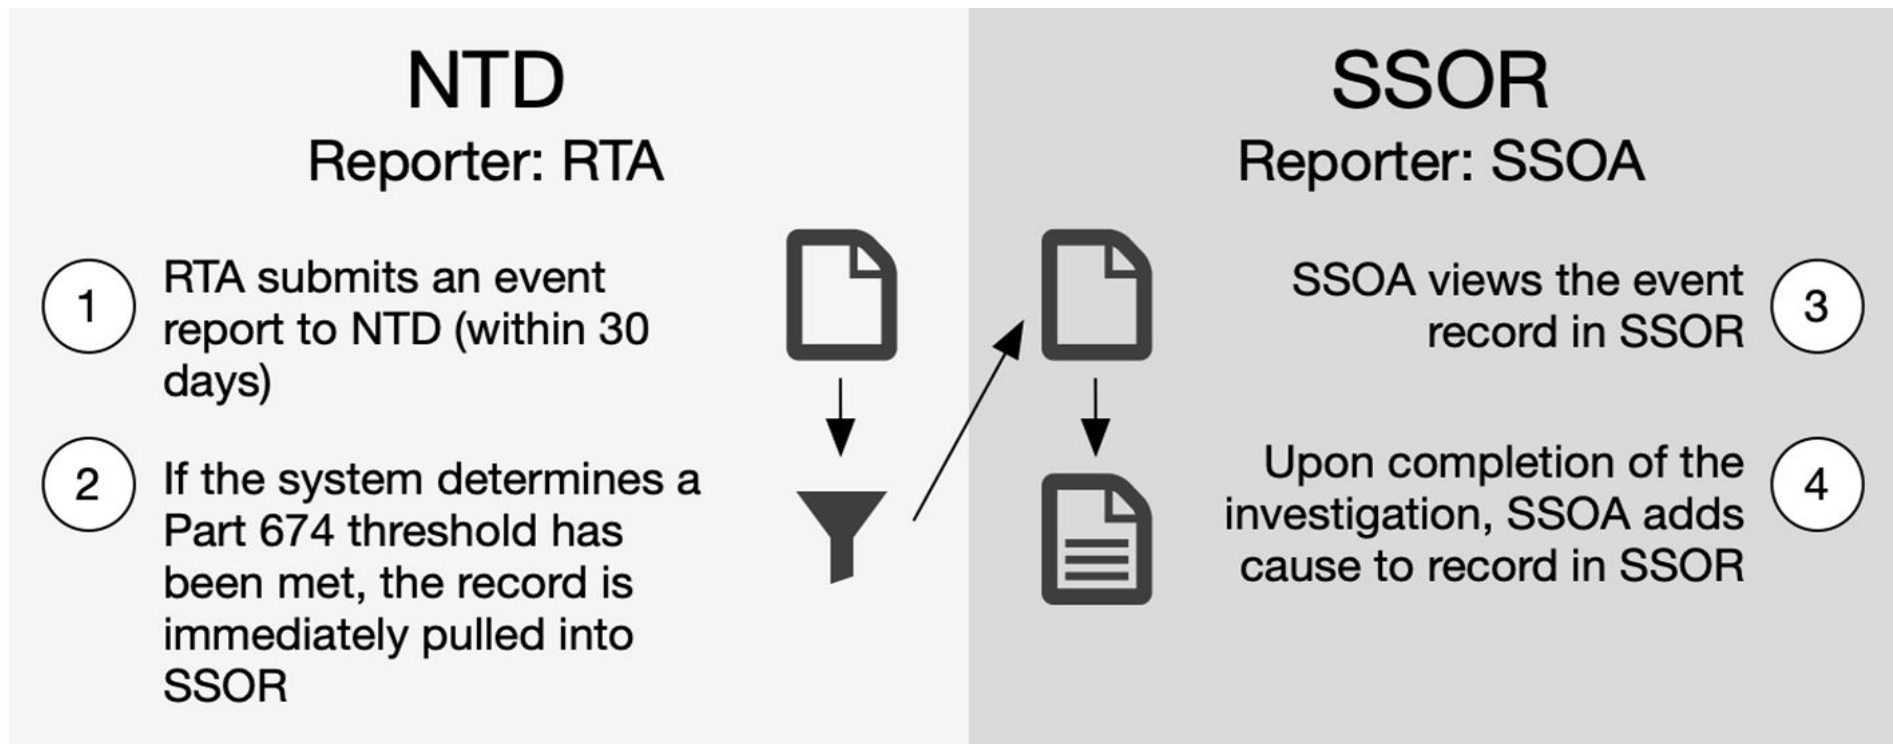 NTD
Reporter: RTA
1
RTA submits an event
report to NTD (within 30
days)
2
If the system determines a
Part 674 threshold has
been met, the record is
immediately pulled into
SSOR
SSOR
Reporter: SSOA
SSOA views the event
record in SSOR
3
Upon completion of the
investigation, SSOA adds
cause to record in SSOR
4